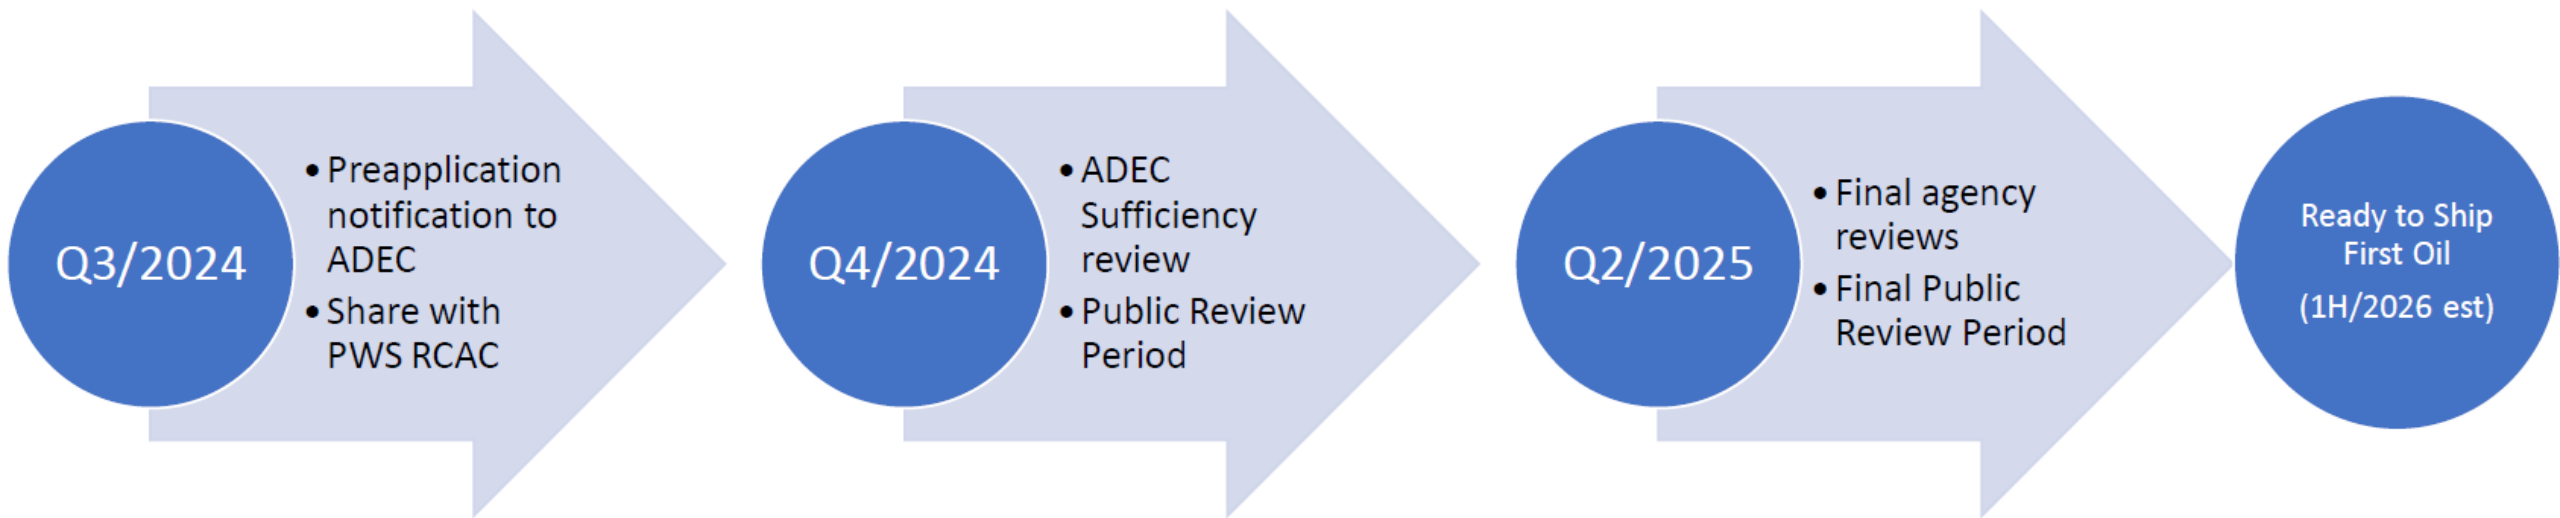 Q3/2024
• Preapplication
notification to
ADEC
• Share with
PWS RCAC
Q4/2024
• ADEC
Sufficiency
review
• Public Review
Period
Q2/2025
• Final agency
reviews
• Final Public
Review Period
Ready to Ship
First Oil
(1H/2026 est)